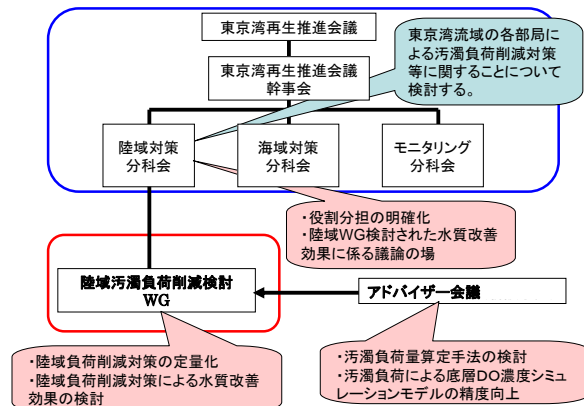 東京湾再生推進会議
東京湾再生推進会議
幹事会
東京湾流域の各部局に
よる汚濁負荷削減対策
等に関することについて
検討する。
陸域対策
分科会
海域対策
分科会
モニタリング
分科会
・役割分担の明確化
・陸域WG検討された水質改善
効果に係る議論の場
陸域汚濁負荷削減検討
WG
アドバイザー会議
・陸域負荷削減対策の定量化
・陸域負荷削減対策による水質改善
効果の検討
・汚濁負荷量算定手法の検討
・汚濁負荷による底層DO濃度シミュ
レーションモデルの精度向上